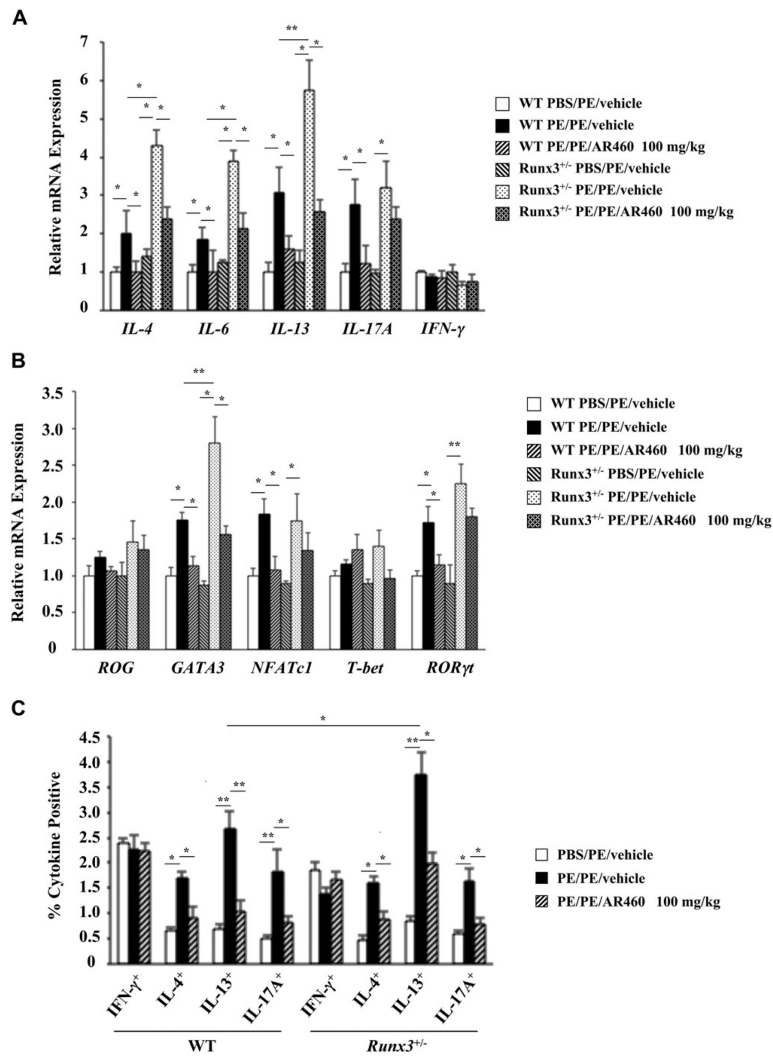 A
Relative mRNA Expression
7
6
5
4
3
2
1
0
** * * * * * * * * * * * * * * * * *
IL-4 IL-6 IL-13 IL-17A IFN-γ
WT PBS/PE/vehicle
WT PE/PE/vehicle
WT PE/PE/AR460 100 mg/kg
Runx3+/- PBS/PE/vehicle
Runx3+/- PE/PE/vehicle
Runx3+/- PE/PE/AR460 100 mg/kg
B
Relative mRNA Expression
3.5
3.0
2.5
2.0
1.5
1.0
0.5
0
** * * * * * * * ** * *
ROG GATA3 NFATc1 T-bet RORγt
WT PBS/PE/vehicle
WT PE/PE/vehicle
WT PE/PE/AR460 100 mg/kg
Runx3+/- PBS/PE/vehicle
Runx3+/- PE/PE/vehicle
Runx3+/- PE/PE/AR460 100 mg/kg
C
% Cytokine Positive
4.5
4.0
3.5
3.0
2.5
2.0
1.5
1.0
0.5
0
*
* * ** ** ** * * * ** * * *
IFN-γ+ IL-4+ IL-13+ IL-17A+ IFN-γ+ IL-4+ IL-13+ IL-17A+
WT Runx3+/-
PBS/PE/vehicle
PE/PE/vehicle
PE/PE/AR460 100 mg/kg